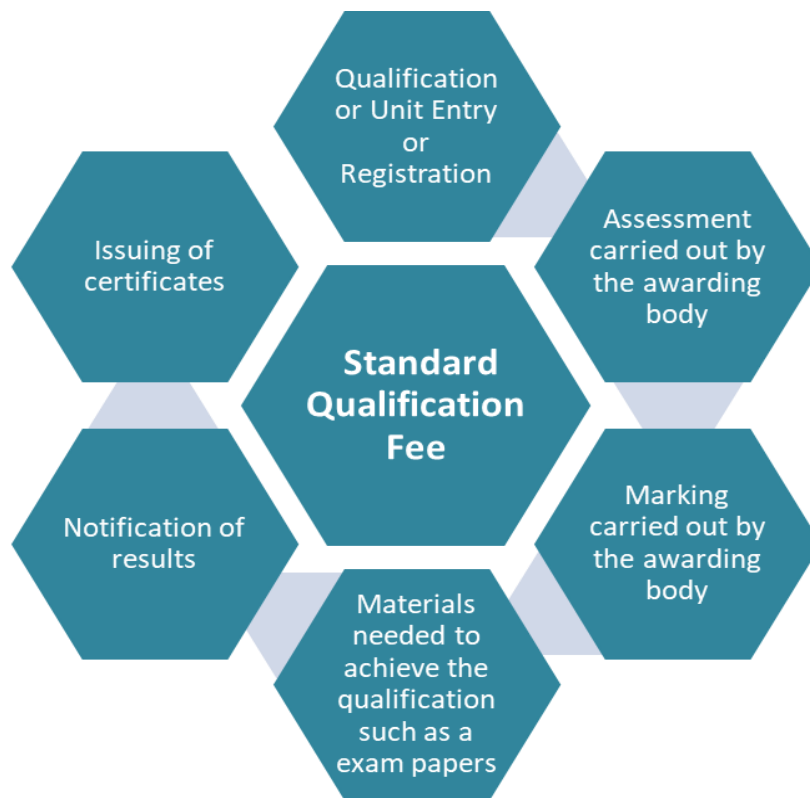 Qualification
or Unit Entry
or
Registration
Assessment
carried out by
the awarding
body
Marking
carried out by
the awarding
body
Materials
needed to
achieve the
qualification
such as a
exam papers
Notification of
results
Issuing of
certificates
Standard
Qualification
Fee